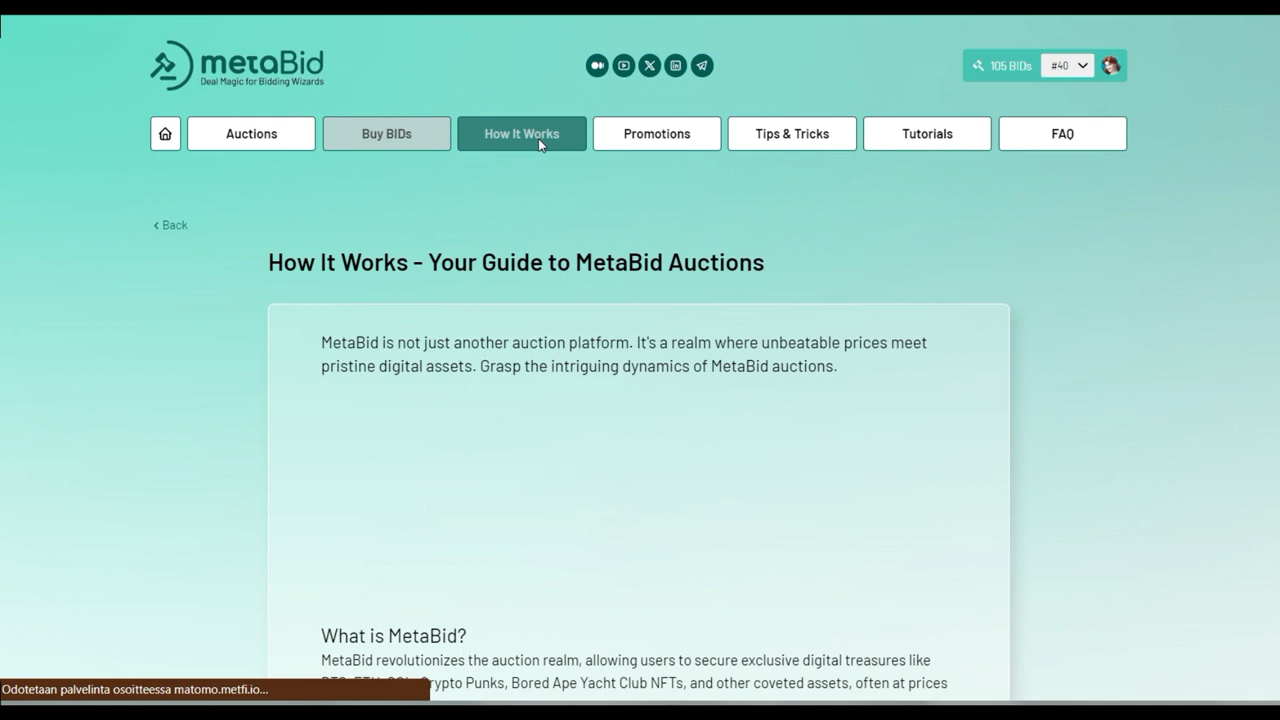 metaBid
Deal Magic for Bidding Wizards
105 BIDs
#40
Auctions
Buy BIDs
How It Works
Promotions
Tips & Tricks
Tutorials
FAQ
Back
How It Works - Your Guide to MetaBid Auctions
MetaBid is not just another auction platform. It's a realm where unbeatable prices meet
pristine digital assets. Grasp the intriguing dynamics of MetaBid auctions.
What is MetaBid?
MetaBid revolutionizes the auction realm, allowing users to secure exclusive digital treasures like
Crypto Punks, Bored Ape Yacht Club NFTs, and other coveted assets, often at prices
Odotetaan palvelinta osoitteessa matomo.metfi.io...